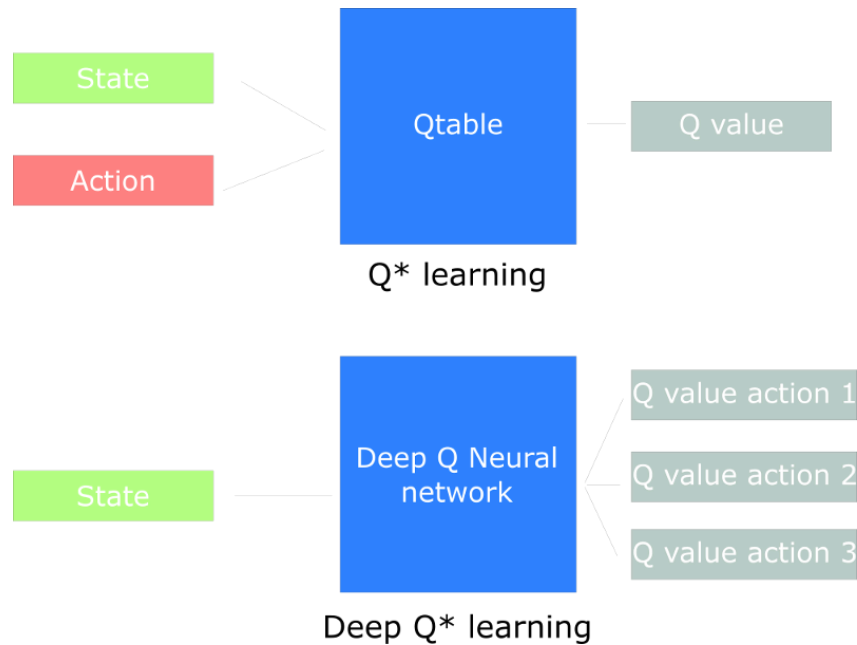 State
Action
Qtable
Q value
Q* learning
State
Deep Q Neural
network
Q value action 1
Q value action 2
Q value action 3
Deep Q* learning